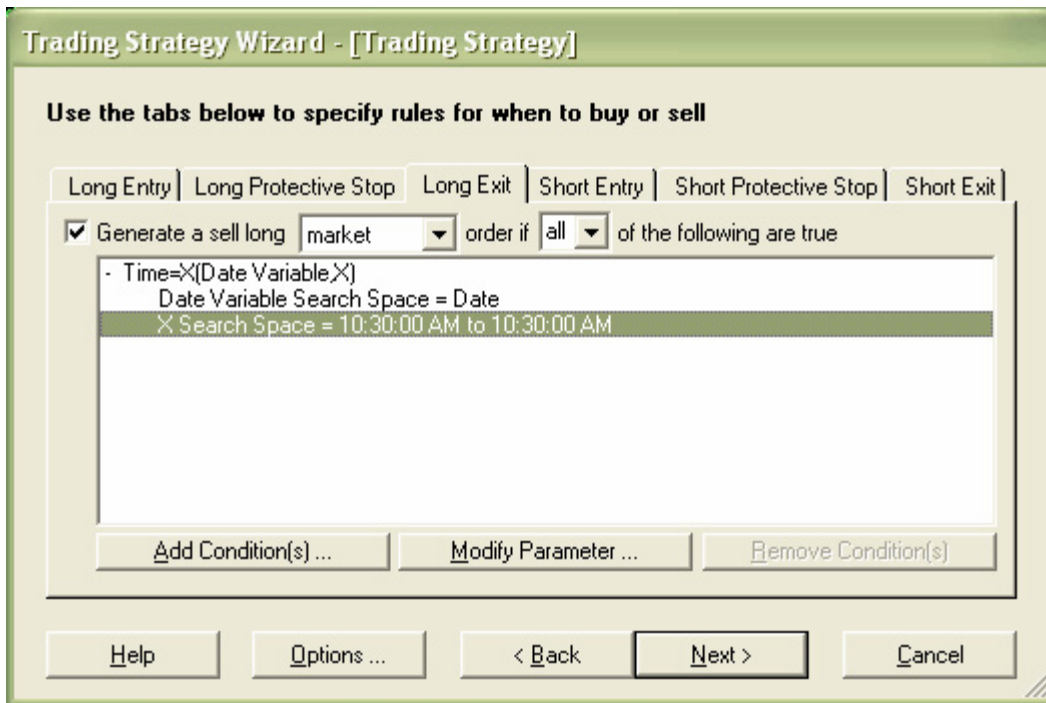 Trading Strategy Wizard - [Trading Strategy]
Use the tabs below to specify rules for when to buy or sell
Long Entry Long Protective Stop Long Exit Short Entry Short Protective Stop Short Exit
Generate a sell long market order if all of the following are true
- Time=X(Date Variable,X)
Date Variable Search Space = Date
X Search Space = 10:30:00 AM to 10:30:00 AM
Add Condition(s) ... Modify Parameter ... Remove Condition(s)
Help Options ... < Back Next > Cancel